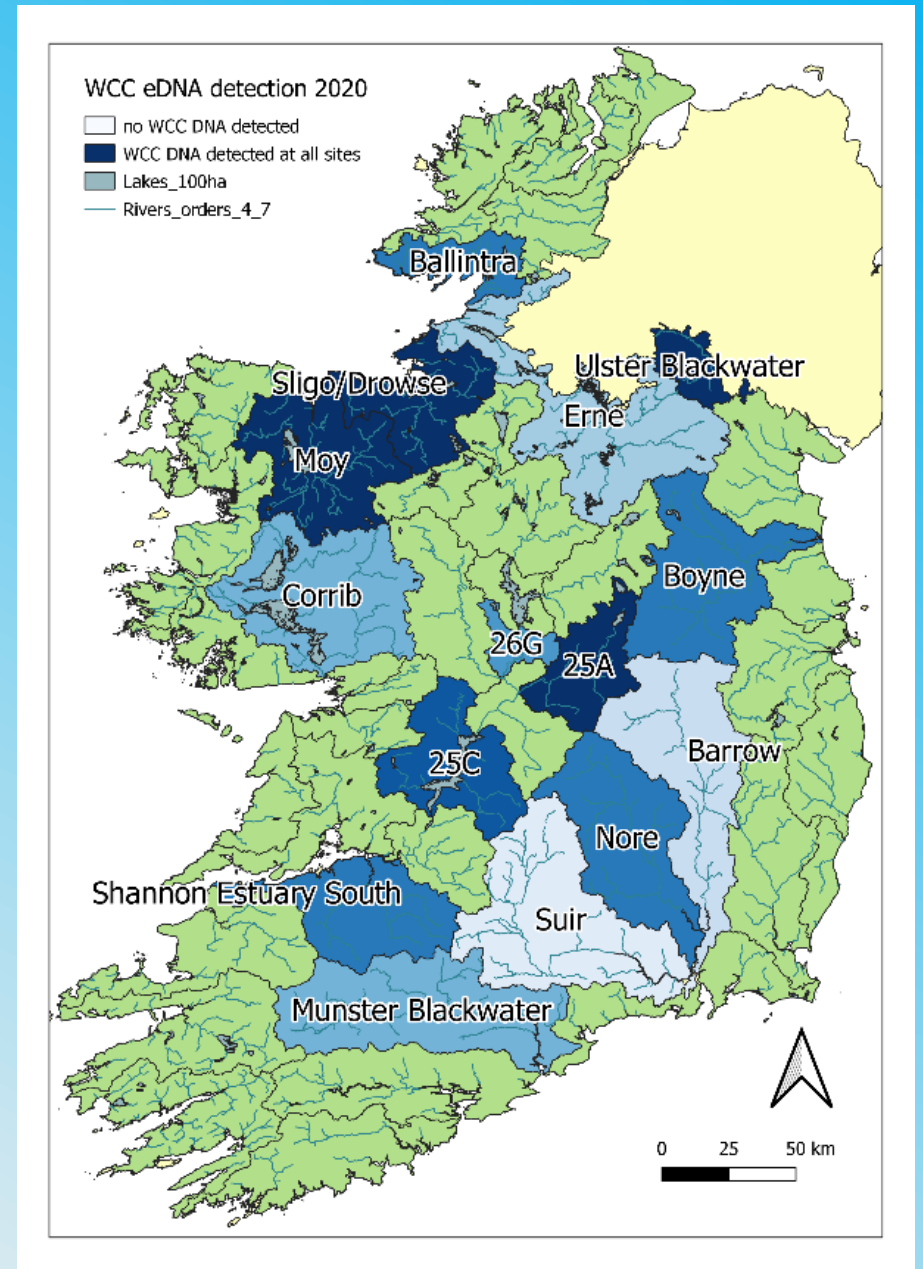 WCC eDNA detection 2020
no WCC DNA detected
WCC DNA detected at all sites
Lakes_100ha
Rivers_orders_4_7
Ballintra
Ulster Blackwater
Sligo/Drowse
Erne
Moy
Boyne
Corrib
26G
25A
Barrow
25C
Nore
Shannon Estuary South
Suir
Munster Blackwater
0 25 50 km